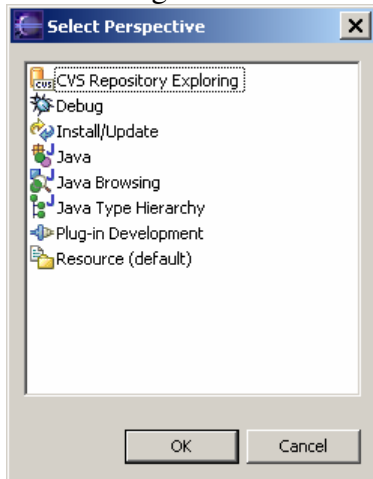 Select Perspective
CVS Repository Exploring
Debug
Install/Update
Java
Java Browsing
Java Type Hierarchy
Plug-in Development
Resource (default)
OK Cancel